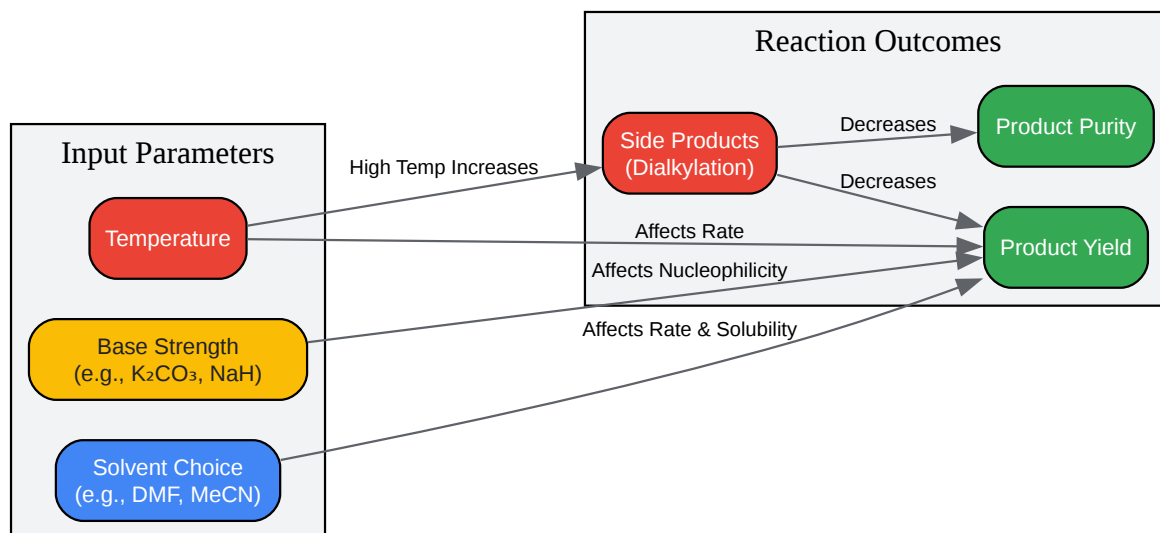 Reaction Outcomes
Product Purity
Decreases
Side Products
(Dialkylation)
Input Parameters
High Temp Increases
Decreases
Temperature
Affects Rate
Product Yield
Affects Nucleophilicity
Affects Rate & Solubility
Base Strength
(e.g., K₂CO₃, NaH)
Solvent Choice
(e.g., DMF, MeCN)